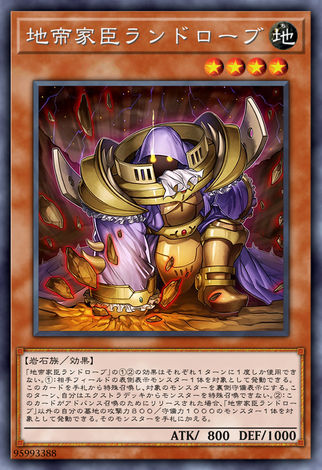 地帝家臣ランドローブ
地
【岩石族／効果】
「地帝家臣ランドローブ」の①②の効果はそれぞれ１ターンに１度しか使用でき
ない。①：相手フィールドの表側表示モンスター１体を対象として発動できる。
このカードを手札から特殊召喚し、対象のモンスターを裏側守備表示にする。こ
のターン、自分はエクストラデッキからモンスターを特殊召喚できない。②：こ
のカードがアドバンス召喚のためにリリースされた場合、「地帝家臣ランドロー
ブ」以外の自分の墓地の攻撃力８００／守備力１０００のモンスター１体を対
象として発動できる。そのモンスターを手札に加える。
ATK/ 800 DEF/1000
95993388